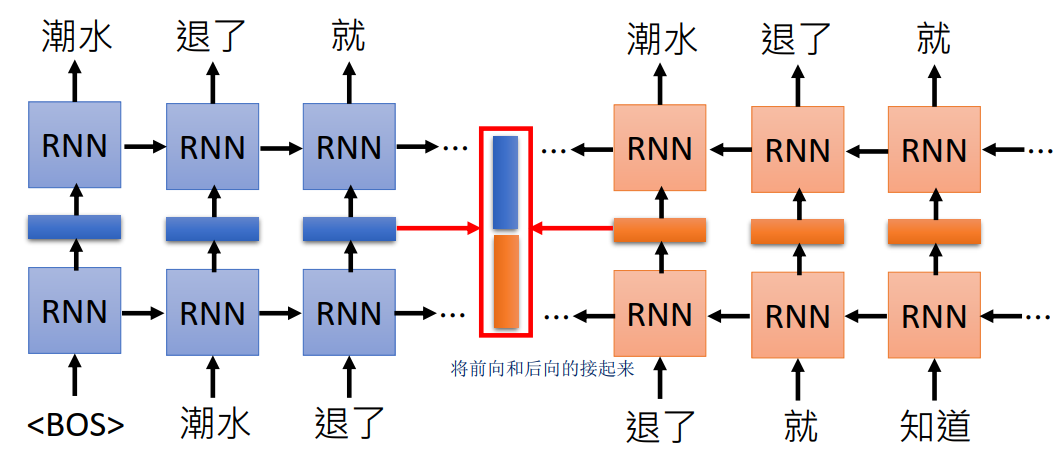 潮水 退了 就 潮水 退了 就
RNN RNN RNN ... ... RNN RNN RNN ...
RNN RNN RNN ... ... RNN RNN RNN ...
将前向和后向的接起来
<BOS> 潮水 退了 退了 就 知道